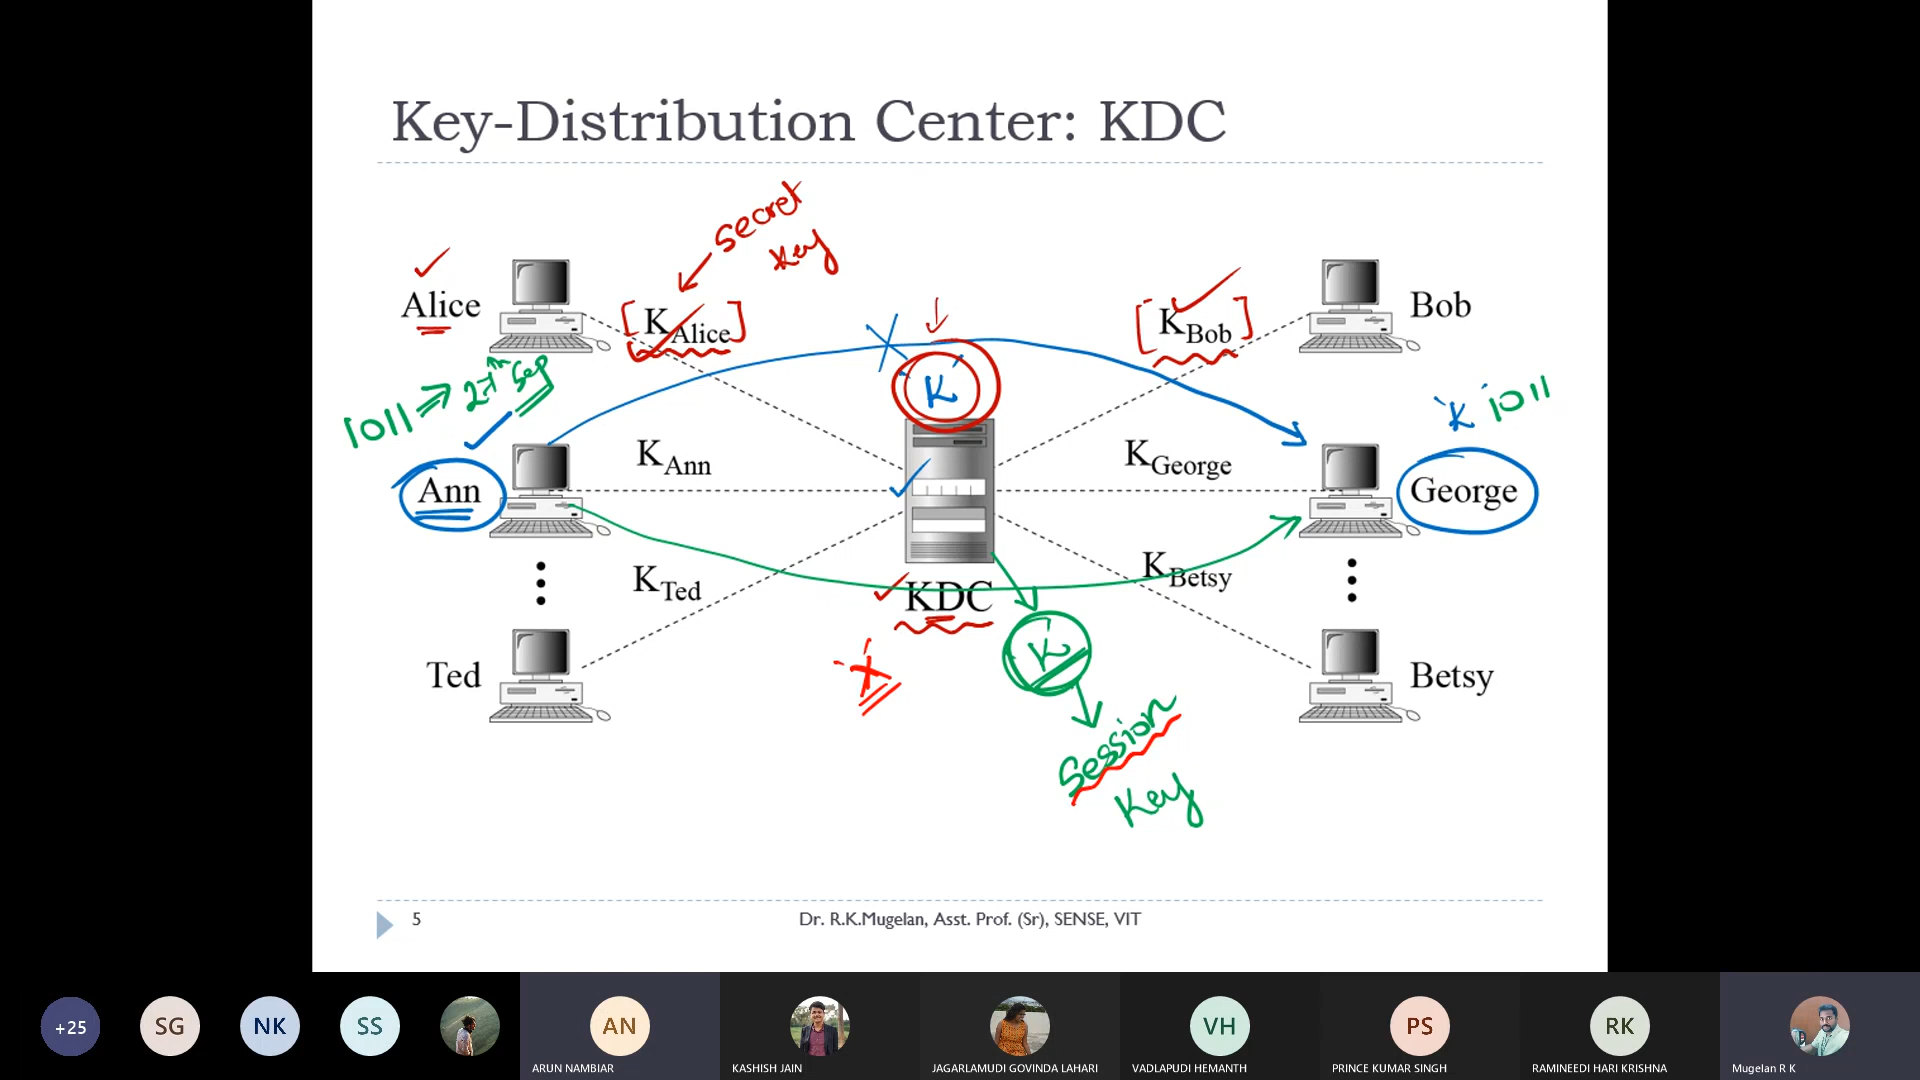 Key-Distribution Center: KDC
secret
key
Alice
[KAlice]
[KBob]
Bob
1011 ⇒ 27th Sep
K
K 1011
Ann
KAnn
KGeorge
George
KTed
KDC
KBetsy
K
Ted
Betsy
Session
Key
5
Dr. R.K.Mugelan, Asst. Prof. (Sr), SENSE, VIT
+25
SG
NK
SS
AN
VH
PS
RK
ARUN NAMBIAR
KASHISH JAIN
JAGARLAMUDI GOVINDA LAHARI
VADLAPUDI HEMANTH
PRINCE KUMAR SINGH
RAMINEEDI HARI KRISHNA
Mugelan R K